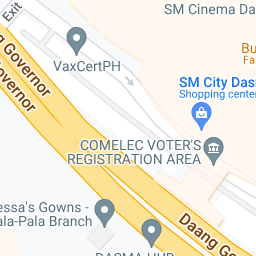 SM Cinema Da
Exit
Governor
Governor
VaxCertPH
Bu
Fa
SM City Das
Shopping center
COMELEC VOTER'S
REGISTRATION AREA
essa's Gowns -
ala-Pala Branch
Daang Go
DASMA HUB